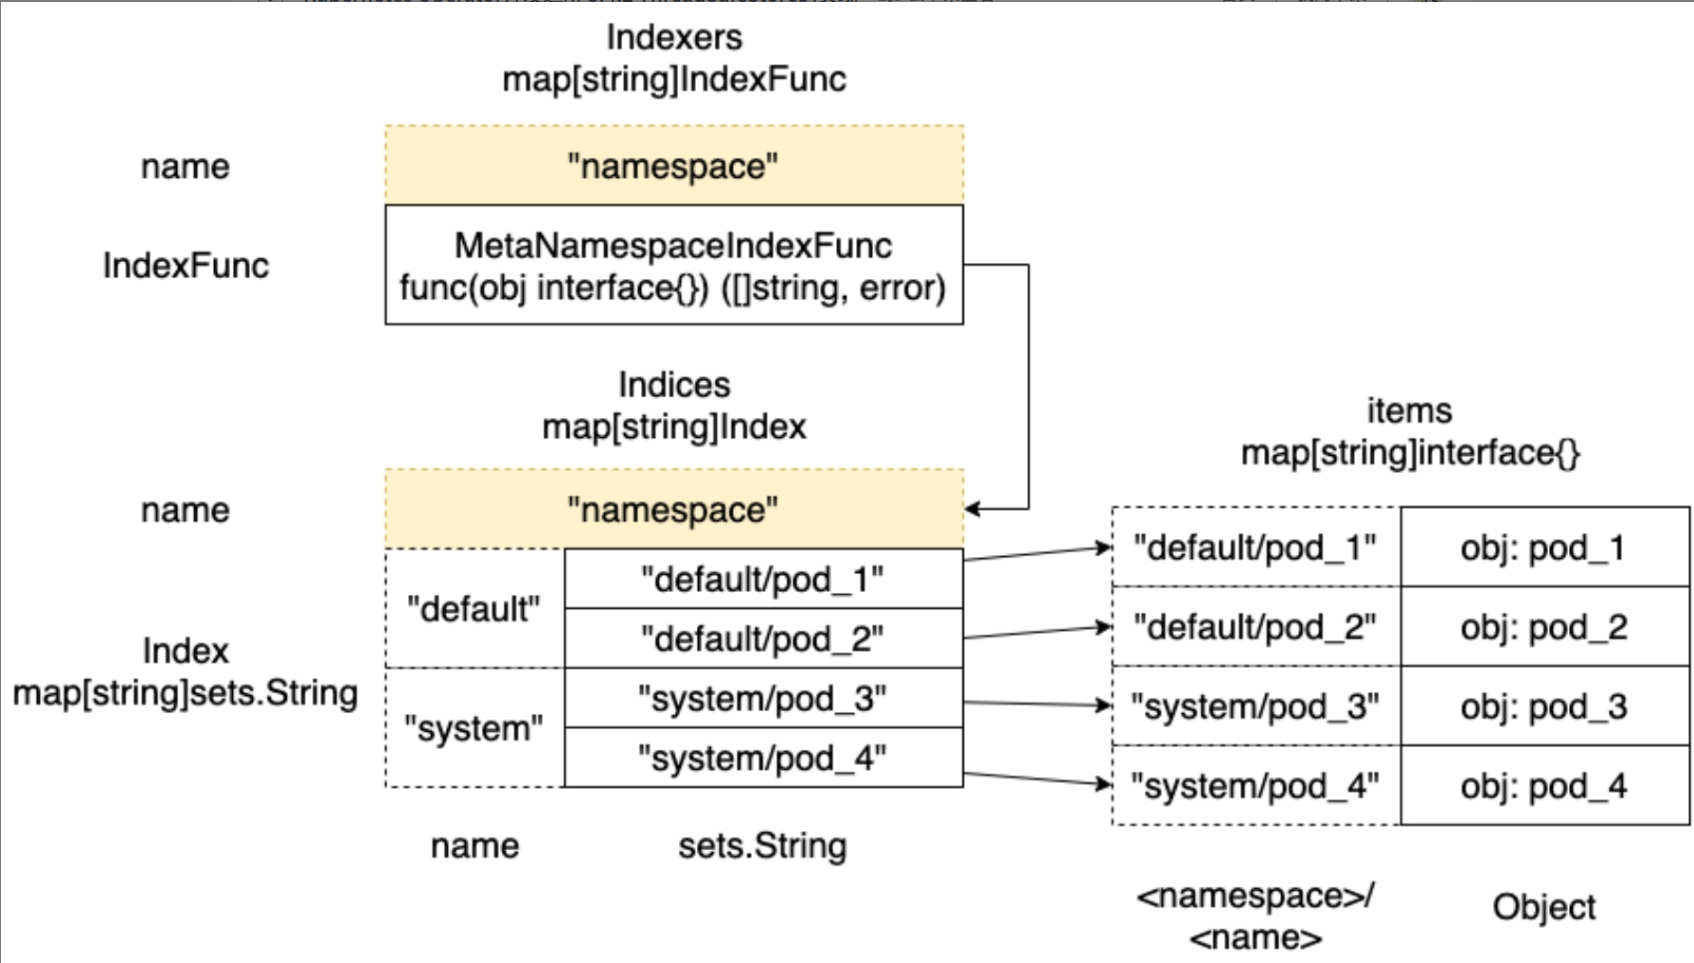 Indexers
map[string]IndexFunc
name
"namespace"
IndexFunc
MetaNamespaceIndexFunc
func(obj interface{}) ([]string, error)
Indices
map[string]Index
name
"namespace"
Index
map[string]sets.String
"default"
"default/pod_1"
"default/pod_2"
"system"
"system/pod_3"
"system/pod_4"
name
sets.String
items
map[string]interface{}
"default/pod_1"
obj: pod_1
"default/pod_2"
obj: pod_2
"system/pod_3"
obj: pod_3
"system/pod_4"
obj: pod_4
<namespace>/
<name>
Object